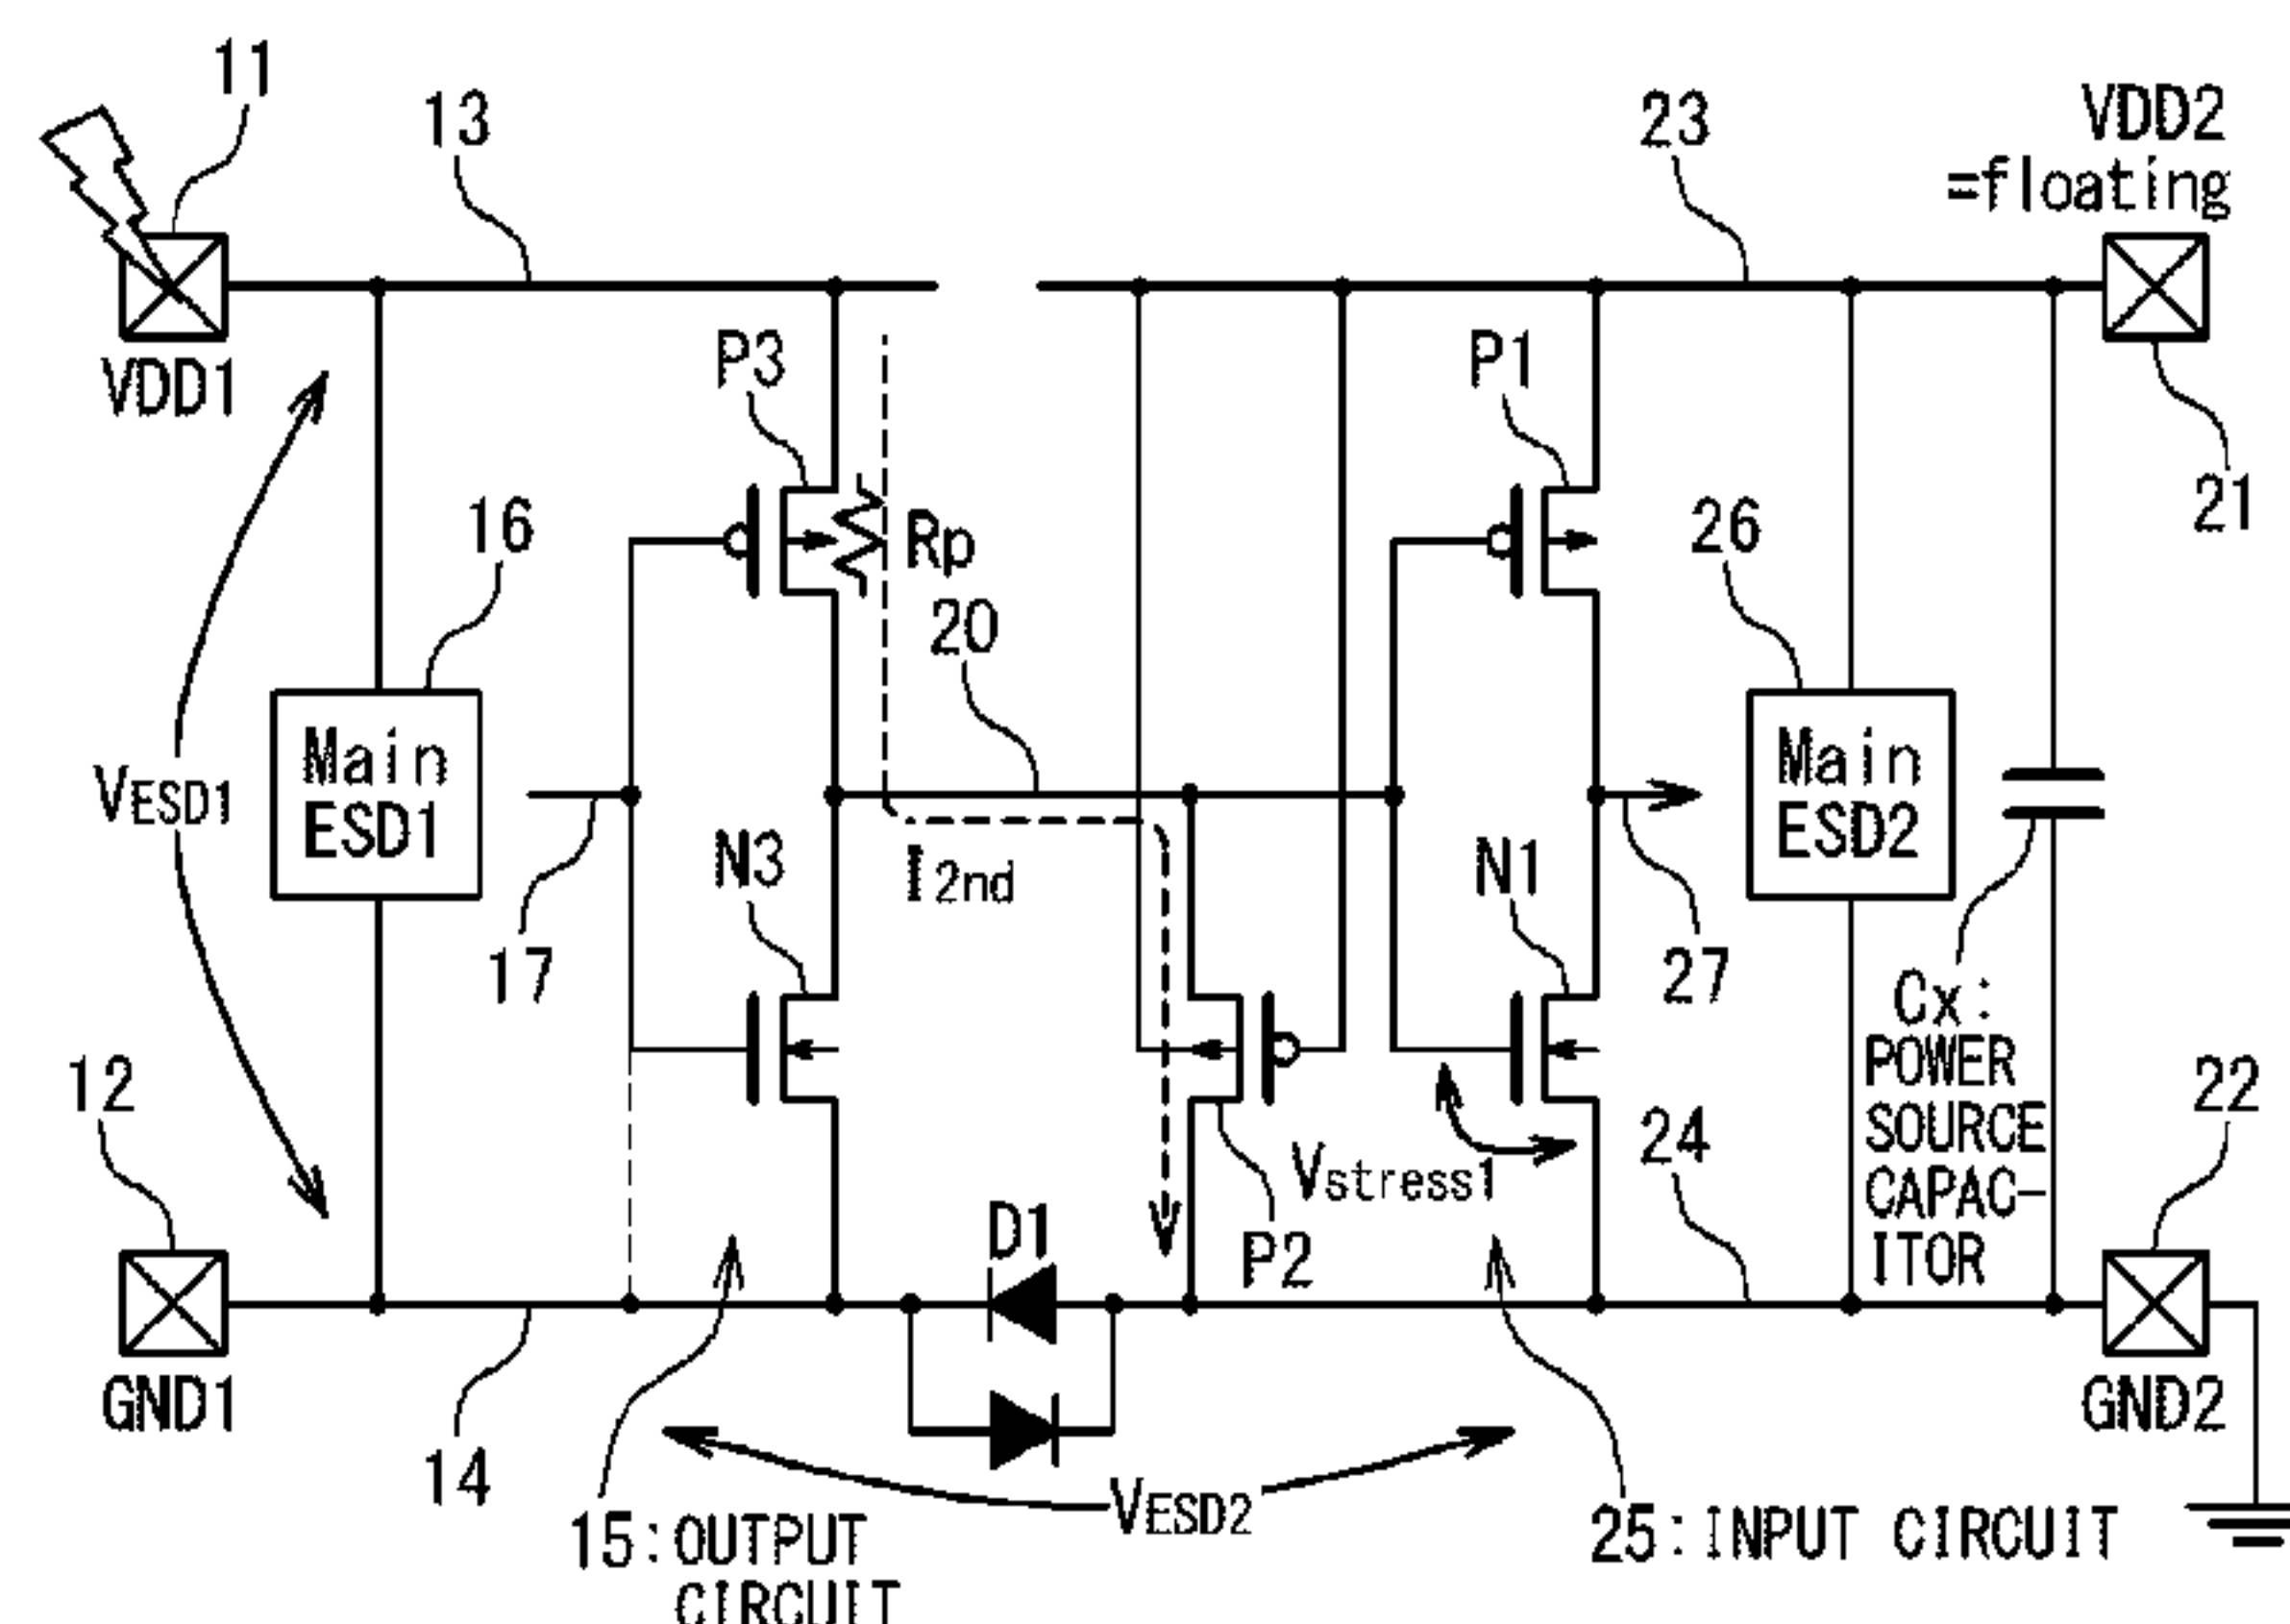 11
13
23
VDD2
=floating
VDD1
P3
P1
21
16
Rp
26
20
VESD1
Main
ESD1
Main
ESD2
N3
I2nd
N1
17
27
Cx:
POWER
SOURCE
CAPAC-
ITOR
12
22
Vstress1
24
D1
P2
GND1
GND2
14
VESD2
15:OUTPUT
CIRCUIT
25:INPUT CIRCUIT